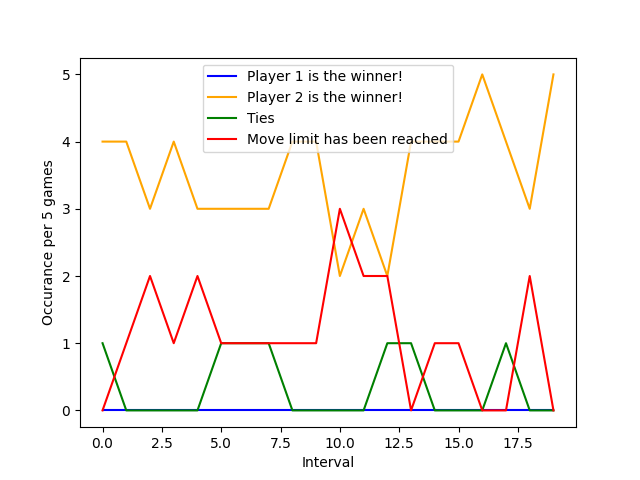 Player 1 is the winner!
Player 2 is the winner!
Ties
Move limit has been reached
5
4
3
2
1
0
Occurance per 5 games
0.0 2.5 5.0 7.5 10.0 12.5 15.0 17.5
Interval